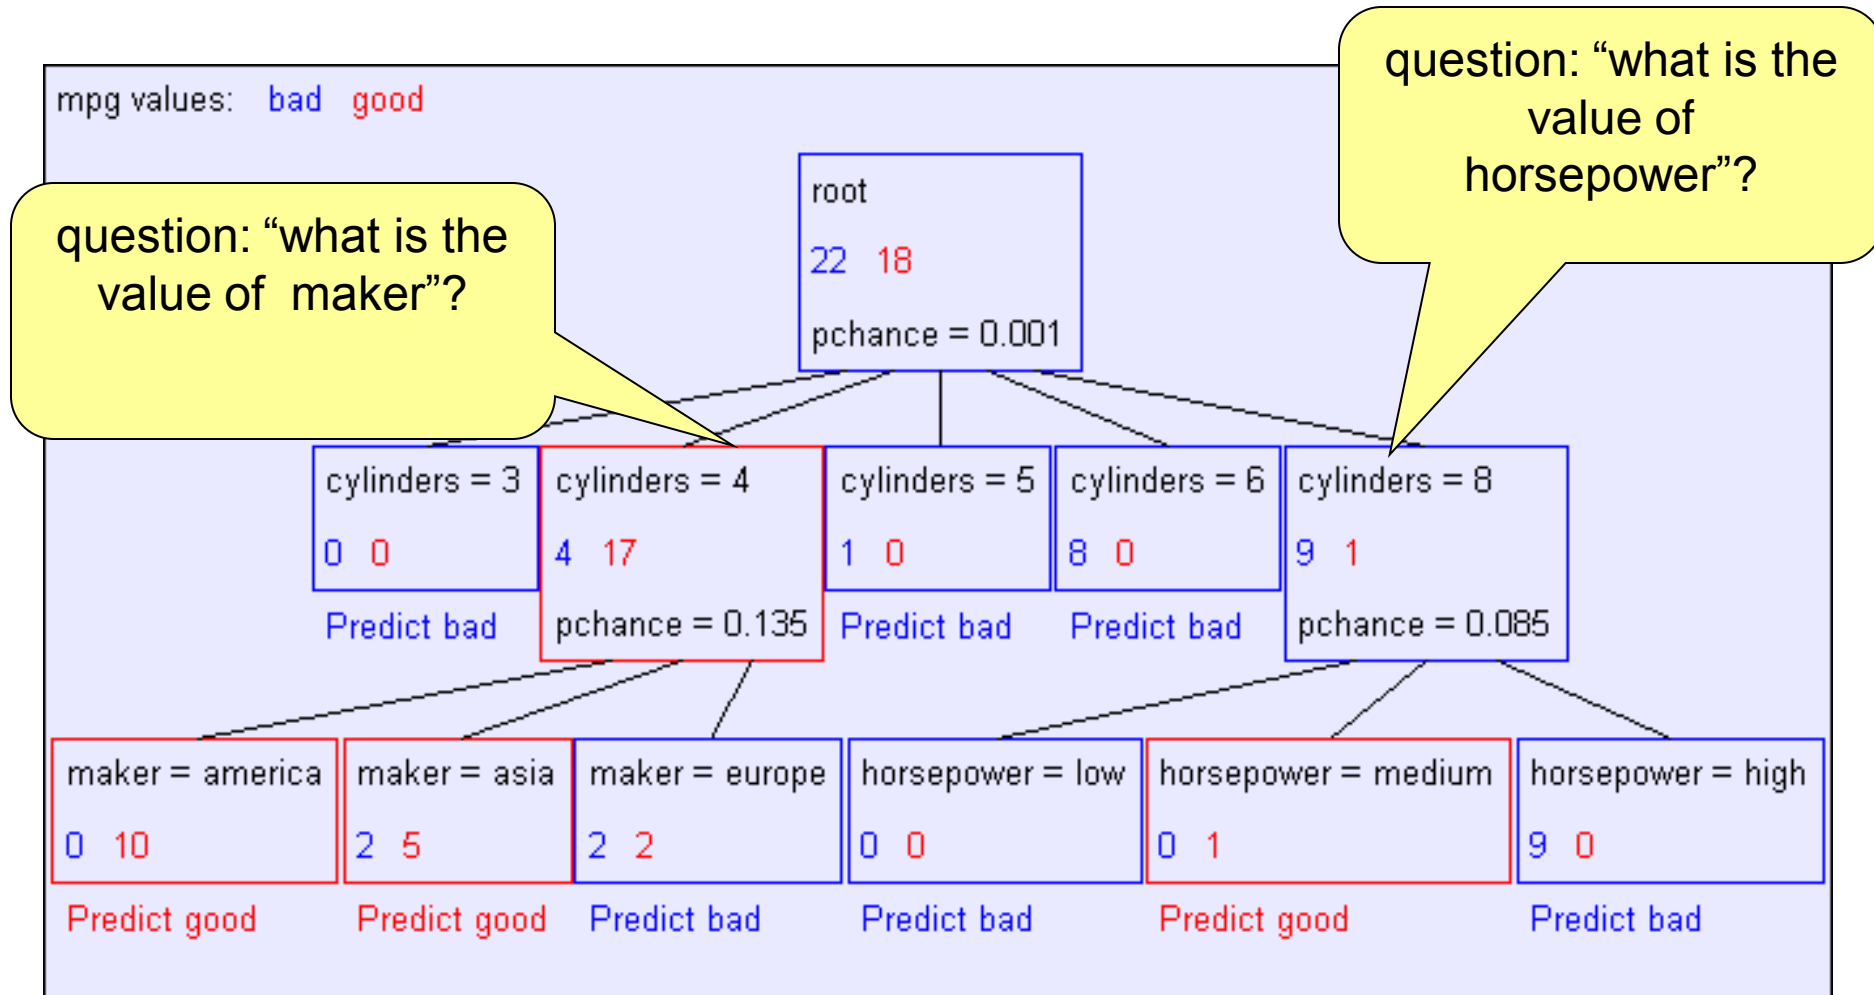 question: “what is the
value of
horsepower”?
mpg values: bad good
question: “what is the
value of maker”?
root
22 18
pchance = 0.001
cylinders = 3
0 0
Predict bad
cylinders = 4
4 17
pchance = 0.135
cylinders = 5
1 0
Predict bad
cylinders = 6
8 0
Predict bad
cylinders = 8
9 1
pchance = 0.085
maker = america
0 10
Predict good
maker = asia
2 5
Predict good
maker = europe
2 2
Predict bad
horsepower = low
0 0
Predict bad
horsepower = medium
0 1
Predict good
horsepower = high
9 0
Predict bad